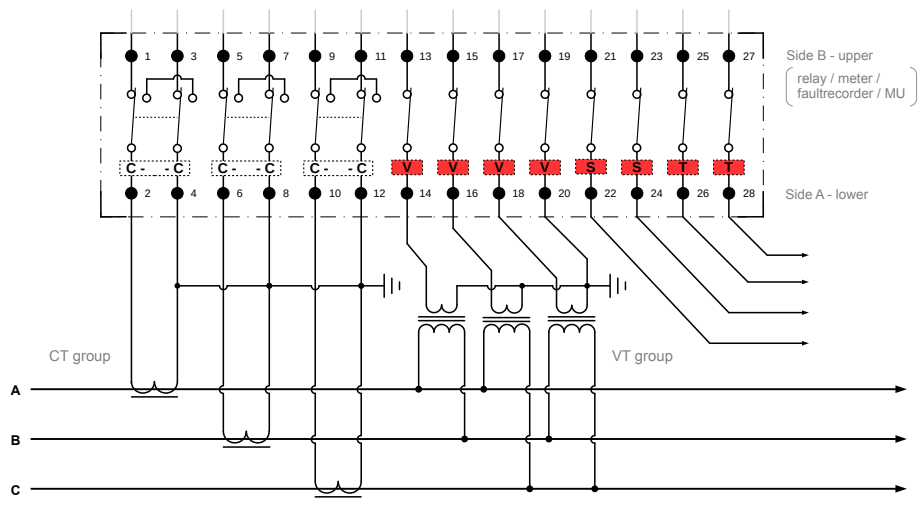 1 3 5 7 9 11 13 15 17 19 21 23 25 27
Side B - upper
relay / meter /
faultrecorder / MU
C - - C C - - C C - - C V V V V S S T T
2 4 6 8 10 12 14 16 18 20 22 24 26 28
Side A - lower
CT group
VT group
A
B
C